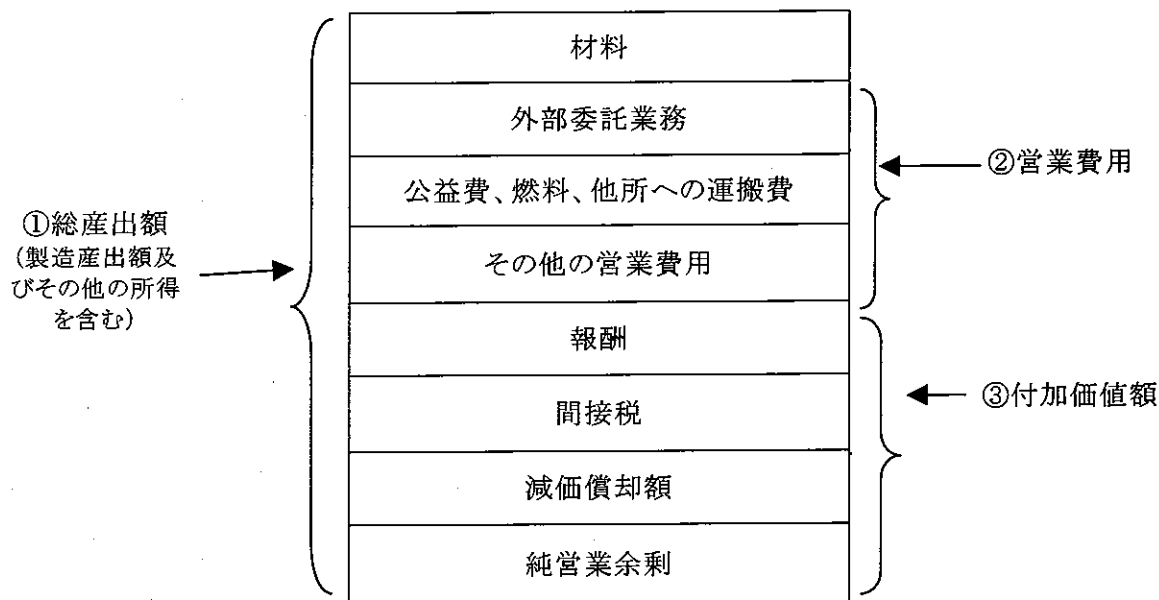 材料
外部委託業務
②営業費用
公益費、燃料、他所への運搬費
①総産出額
(製造産出額及
びその他の所得
を含む)
その他の営業費用
報酬
③付加価値額
間接税
減価償却額
純営業余剰